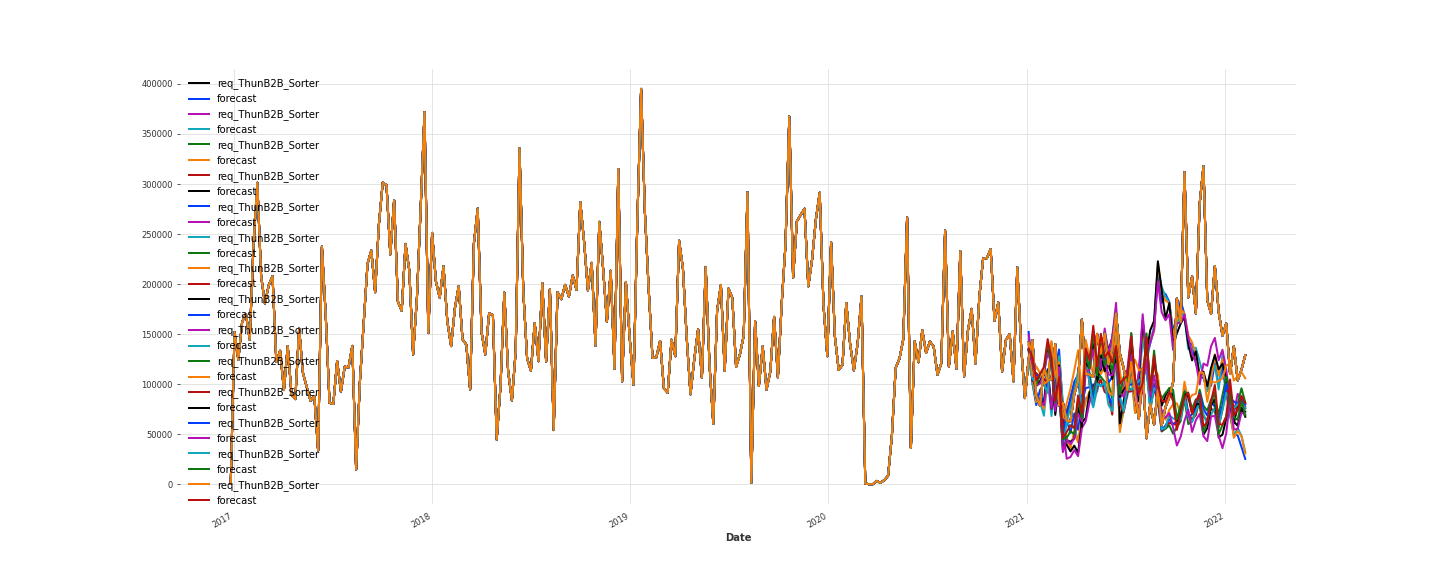 400000
350000
300000
250000
200000
150000
100000
50000
0
req_ThunB2B_Sorter
forecast
req_ThunB2B_Sorter
forecast
req_ThunB2B_Sorter
forecast
req_ThunB2B_Sorter
forecast
req_ThunB2B_Sorter
forecast
req_ThunB2B_Sorter
forecast
req_ThunB2B_Sorter
forecast
req_ThunB2B_Sorter
forecast
req_ThunB2B_Sorter
forecast
req_ThunB2B_Sorter
forecast
req_ThunB2B_Sorter
forecast
req_ThunB2B_Sorter
forecast
req_ThunB2B_Sorter
forecast
req_ThunB2B_Sorter
forecast
2017
2018
2019
2020
2021
2022
Date